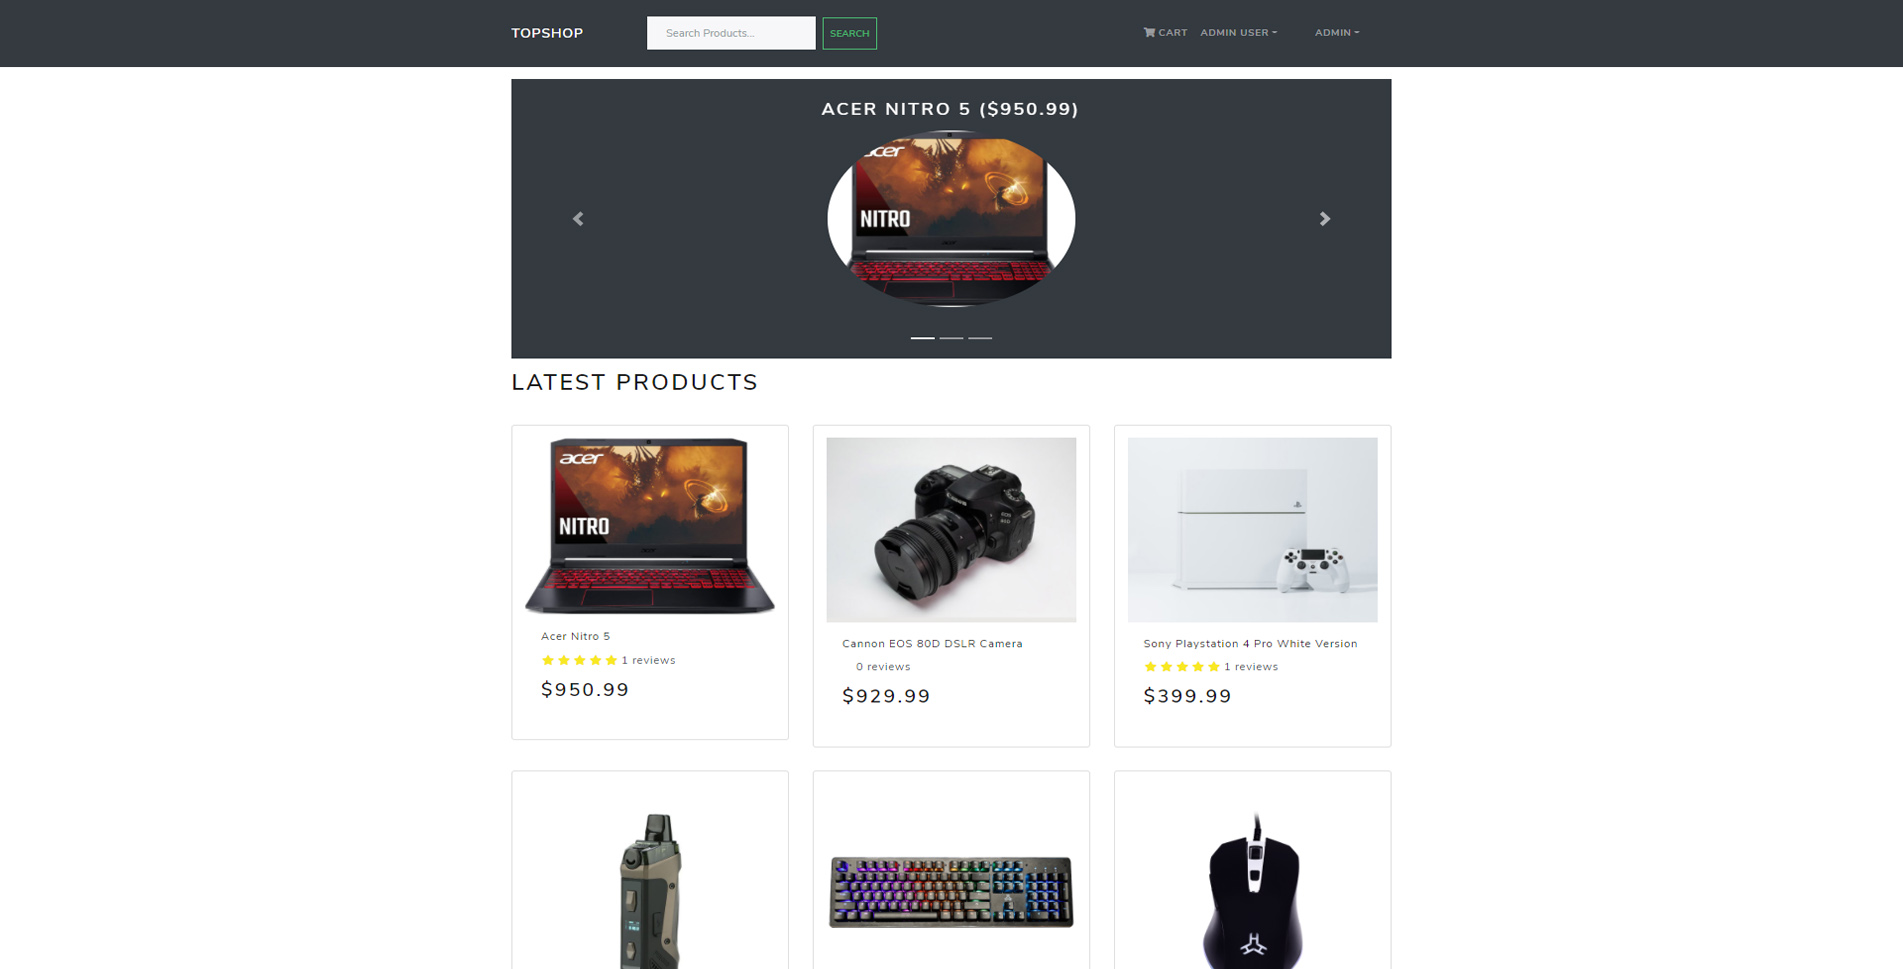 TOPSHOP
Search Products...
SEARCH
CART
ADMIN USER
ADMIN
ACER NITRO 5 ($950.99)
acer
NITRO
LATEST PRODUCTS
acer
NITRO
Acer Nitro 5
1 reviews
$950.99
Cannon EOS 80D DSLR Camera
0 reviews
$929.99
Sony Playstation 4 Pro White Version
1 reviews
$399.99